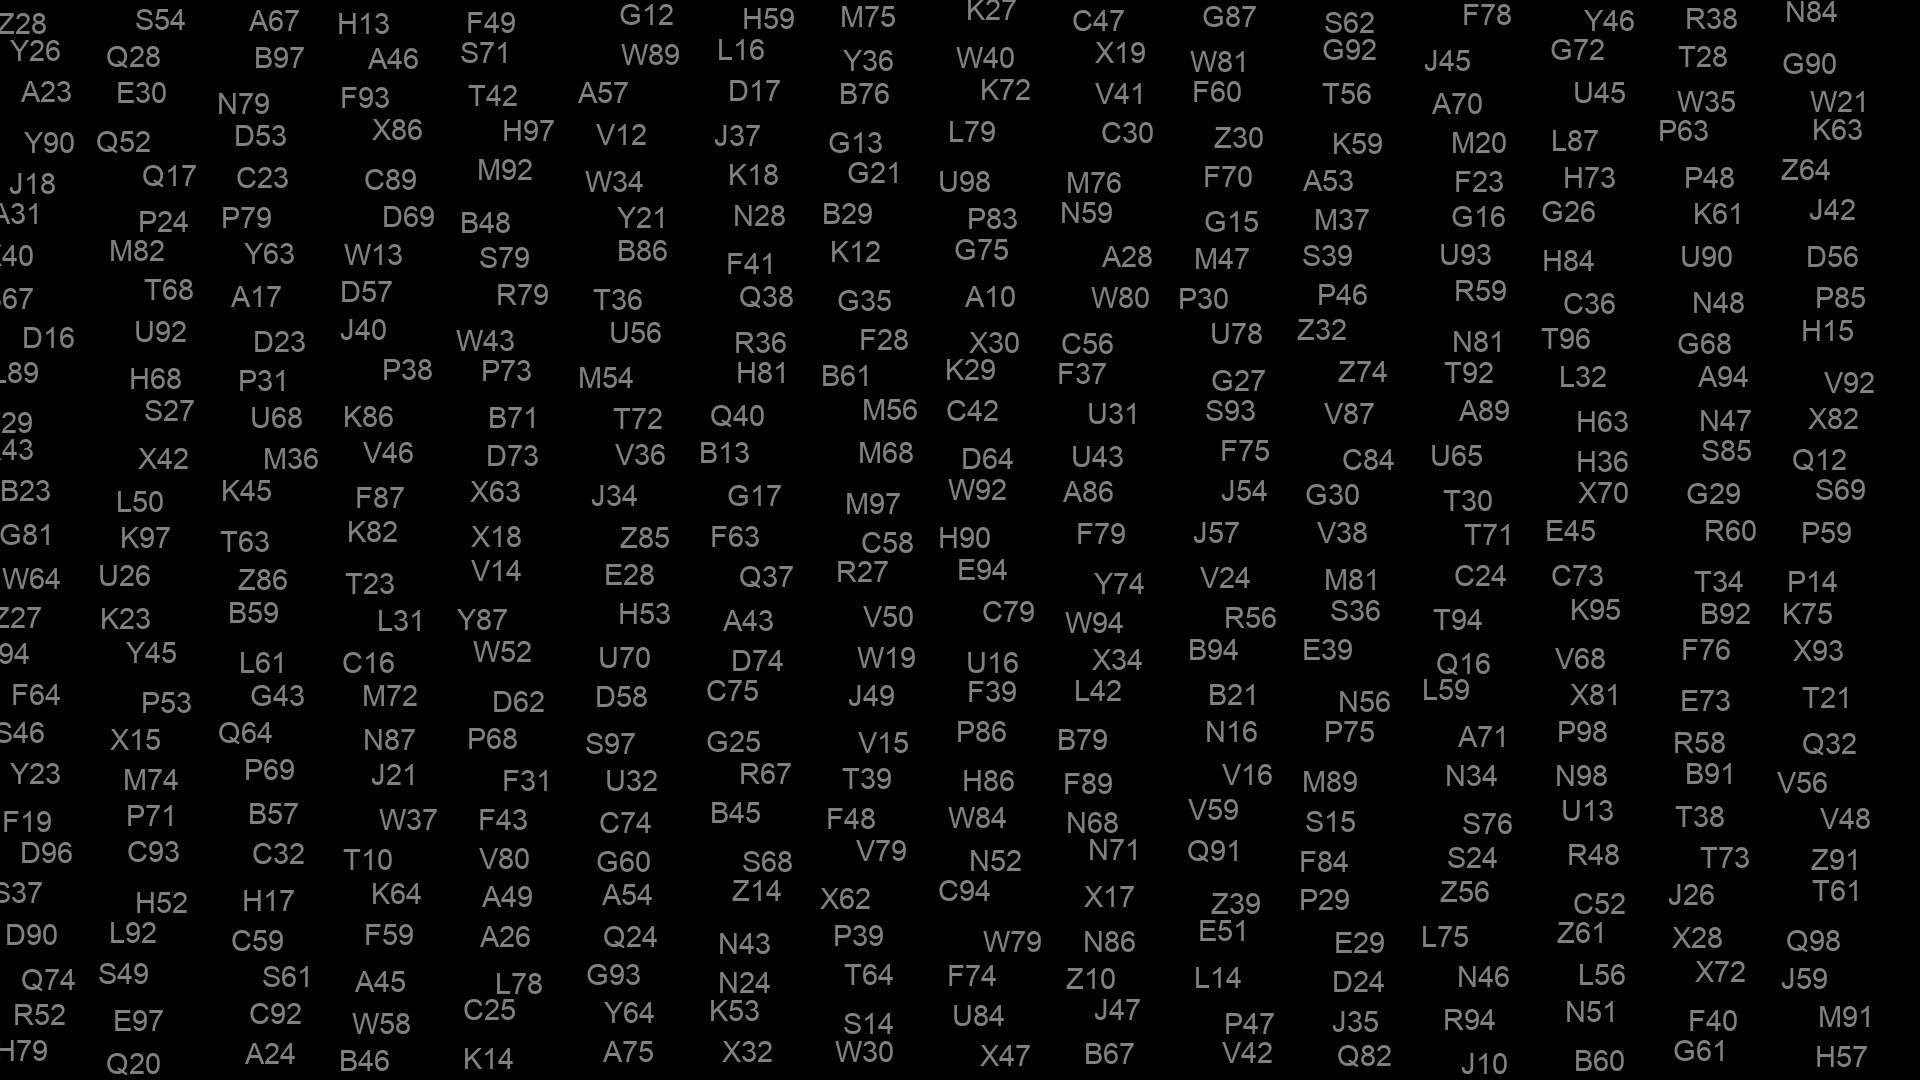 Z28 S54 A67 H13 F49 G12 H59 M75 K27 C47 G87 S62 F78 Y46 R38 N84
Y26 Q28 B97 A46 S71 W89 L16 Y36 W40 X19 W81 G92 J45 G72 T28 G90
A23 E30 N79 F93 T42 A57 D17 B76 K72 V41 F60 T56 A70 U45 W35 W21
Y90 Q52 D53 X86 H97 V12 J37 G13 L79 C30 Z30 K59 M20 L87 P63 K63
J18 Q17 C23 C89 M92 W34 K18 G21 U98 M76 F70 A53 F23 H73 P48 Z64
A31 P24 P79 D69 B48 Y21 N28 B29 P83 N59 G15 M37 G16 G26 K61 J42
40 M82 Y63 W13 S79 B86 F41 K12 G75 A28 M47 S39 U93 H84 U90 D56
67 T68 A17 D57 R79 T36 Q38 G35 A10 W80 P30 P46 R59 C36 N48 P85
D16 U92 D23 J40 W43 U56 R36 F28 X30 C56 U78 Z32 N81 T96 G68 H15
89 H68 P31 P38 P73 M54 H81 B61 K29 F37 G27 Z74 T92 L32 A94 V92
29 S27 U68 K86 B71 T72 Q40 M56 C42 U31 S93 V87 A89 H63 N47 X82
43 X42 M36 V46 D73 V36 B13 M68 D64 U43 F75 C84 U65 H36 S85 Q12
B23 L50 K45 F87 X63 J34 G17 M97 W92 A86 J54 G30 T30 X70 G29 S69
G81 K97 T63 K82 X18 Z85 F63 C58 H90 F79 J57 V38 T71 E45 R60 P59
W64 U26 Z86 T23 V14 E28 Q37 R27 E94 Y74 V24 M81 C24 C73 T34 P14
Z27 K23 B59 L31 Y87 H53 A43 V50 C79 W94 R56 S36 T94 K95 B92 K75
94 Y45 L61 C16 W52 U70 D74 W19 U16 X34 B94 E39 Q16 V68 F76 X93
F64 P53 G43 M72 D62 D58 C75 J49 F39 L42 B21 N56 L59 X81 E73 T21
S46 X15 Q64 N87 P68 S97 G25 V15 P86 B79 N16 P75 A71 P98 R58 Q32
Y23 M74 P69 J21 F31 U32 R67 T39 H86 F89 V16 M89 N34 N98 B91 V56
F19 P71 B57 W37 F43 C74 B45 F48 W84 N68 V59 S15 S76 U13 T38 V48
D96 C93 C32 T10 V80 G60 S68 V79 N52 N71 Q91 F84 S24 R48 T73 Z91
S37 H52 H17 K64 A49 A54 Z14 X62 C94 X17 Z39 P29 Z56 C52 J26 T61
D90 L92 C59 F59 A26 Q24 N43 P39 W79 N86 E51 E29 L75 Z61 X28 Q98
Q74 S49 S61 A45 L78 G93 N24 T64 F74 Z10 L14 D24 N46 L56 X72 J59
R52 E97 C92 W58 C25 Y64 K53 S14 U84 J47 P47 J35 R94 N51 F40 M91
H79 Q20 A24 B46 K14 A75 X32 W30 X47 B67 V42 Q82 J10 B60 G61 H57